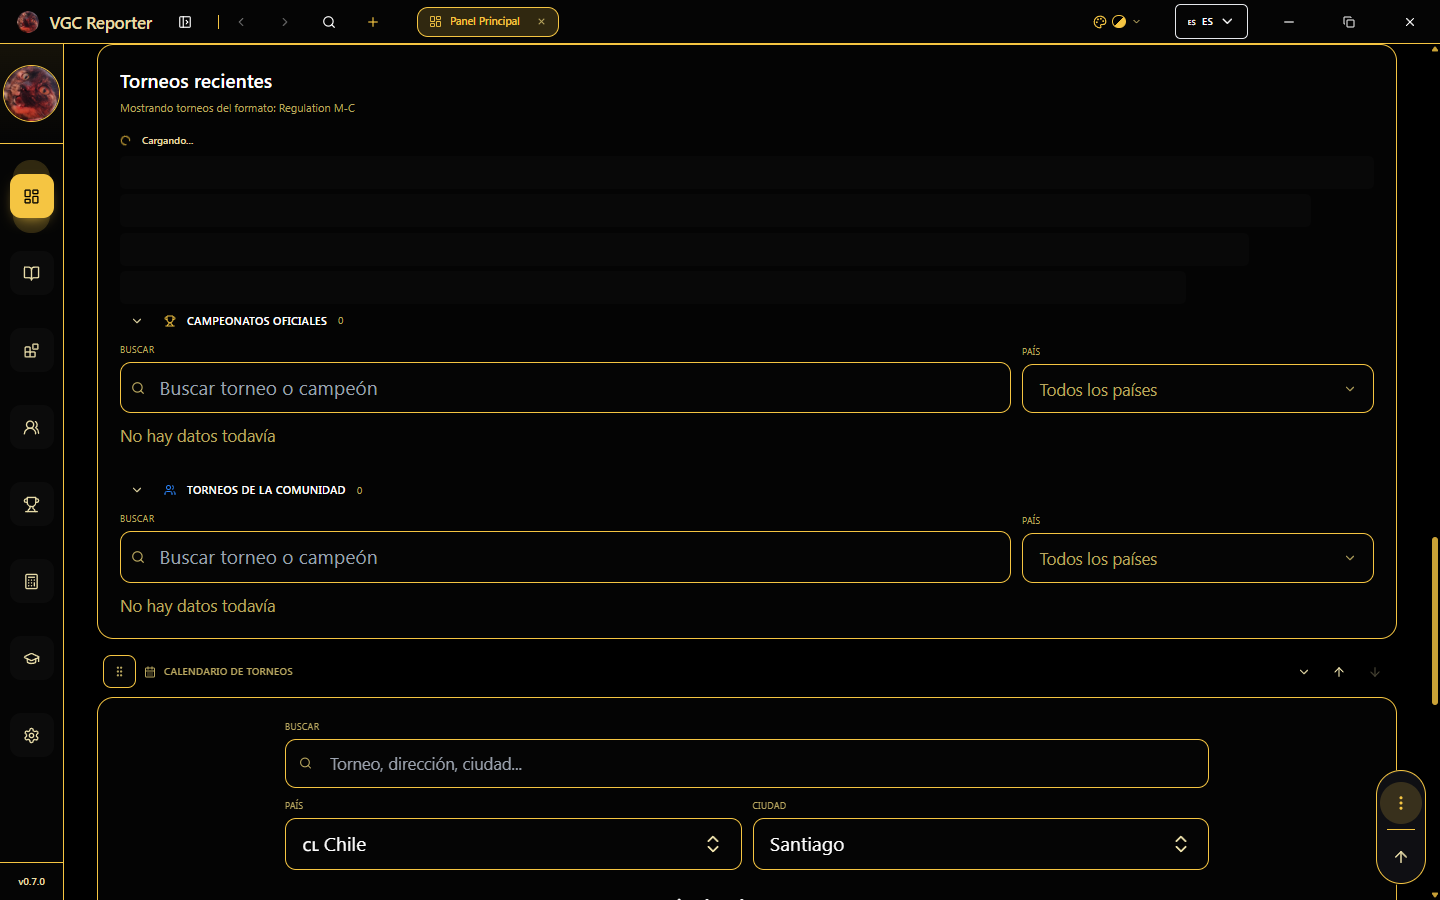 VGC Reporter
Panel Principal
ES ES
Torneos recientes
Mostrando torneos del formato: Regulation M-C
Cargando...
CAMPEONATOS OFICIALES 0
BUSCAR
PAÍS
Buscar torneo o campeón
Todos los países
No hay datos todavía
TORNEOS DE LA COMUNIDAD 0
BUSCAR
PAÍS
Buscar torneo o campeón
Todos los países
No hay datos todavía
CALENDARIO DE TORNEOS
BUSCAR
Torneo, dirección, ciudad...
PAÍS
CIUDAD
CL Chile
Santiago
v0.7.0